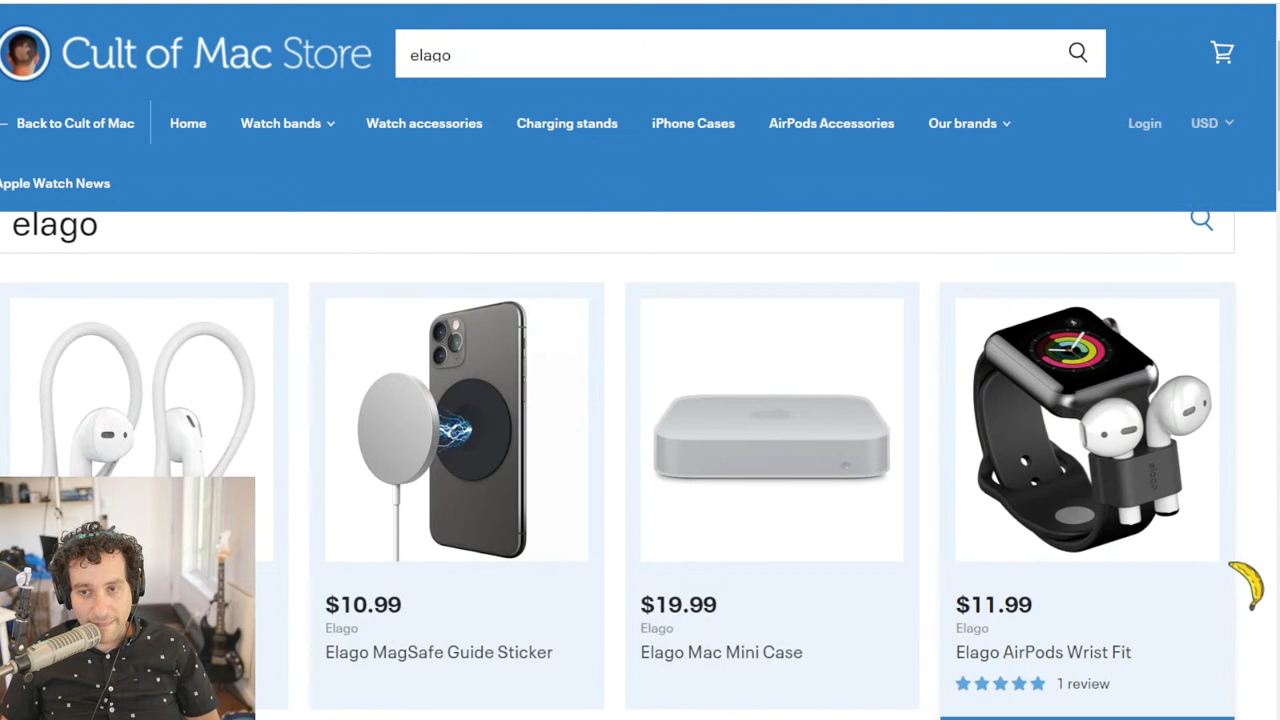 Cult of Mac Store
elago
Back to Cult of Mac
Home
Watch bands
Watch accessories
Charging stands
iPhone Cases
AirPods Accessories
Our brands
Login
USD
Apple Watch News
elago
elago
$10.99
Elago
Elago MagSafe Guide Sticker
$19.99
Elago
Elago Mac Mini Case
$11.99
Elago
Elago AirPods Wrist Fit
1 review